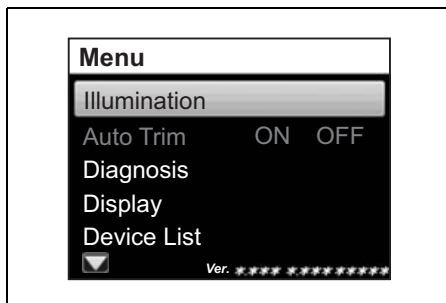 Menu
Illumination
Auto Trim ON OFF
Diagnosis
Display
Device List
Ver. *.*** *.*********